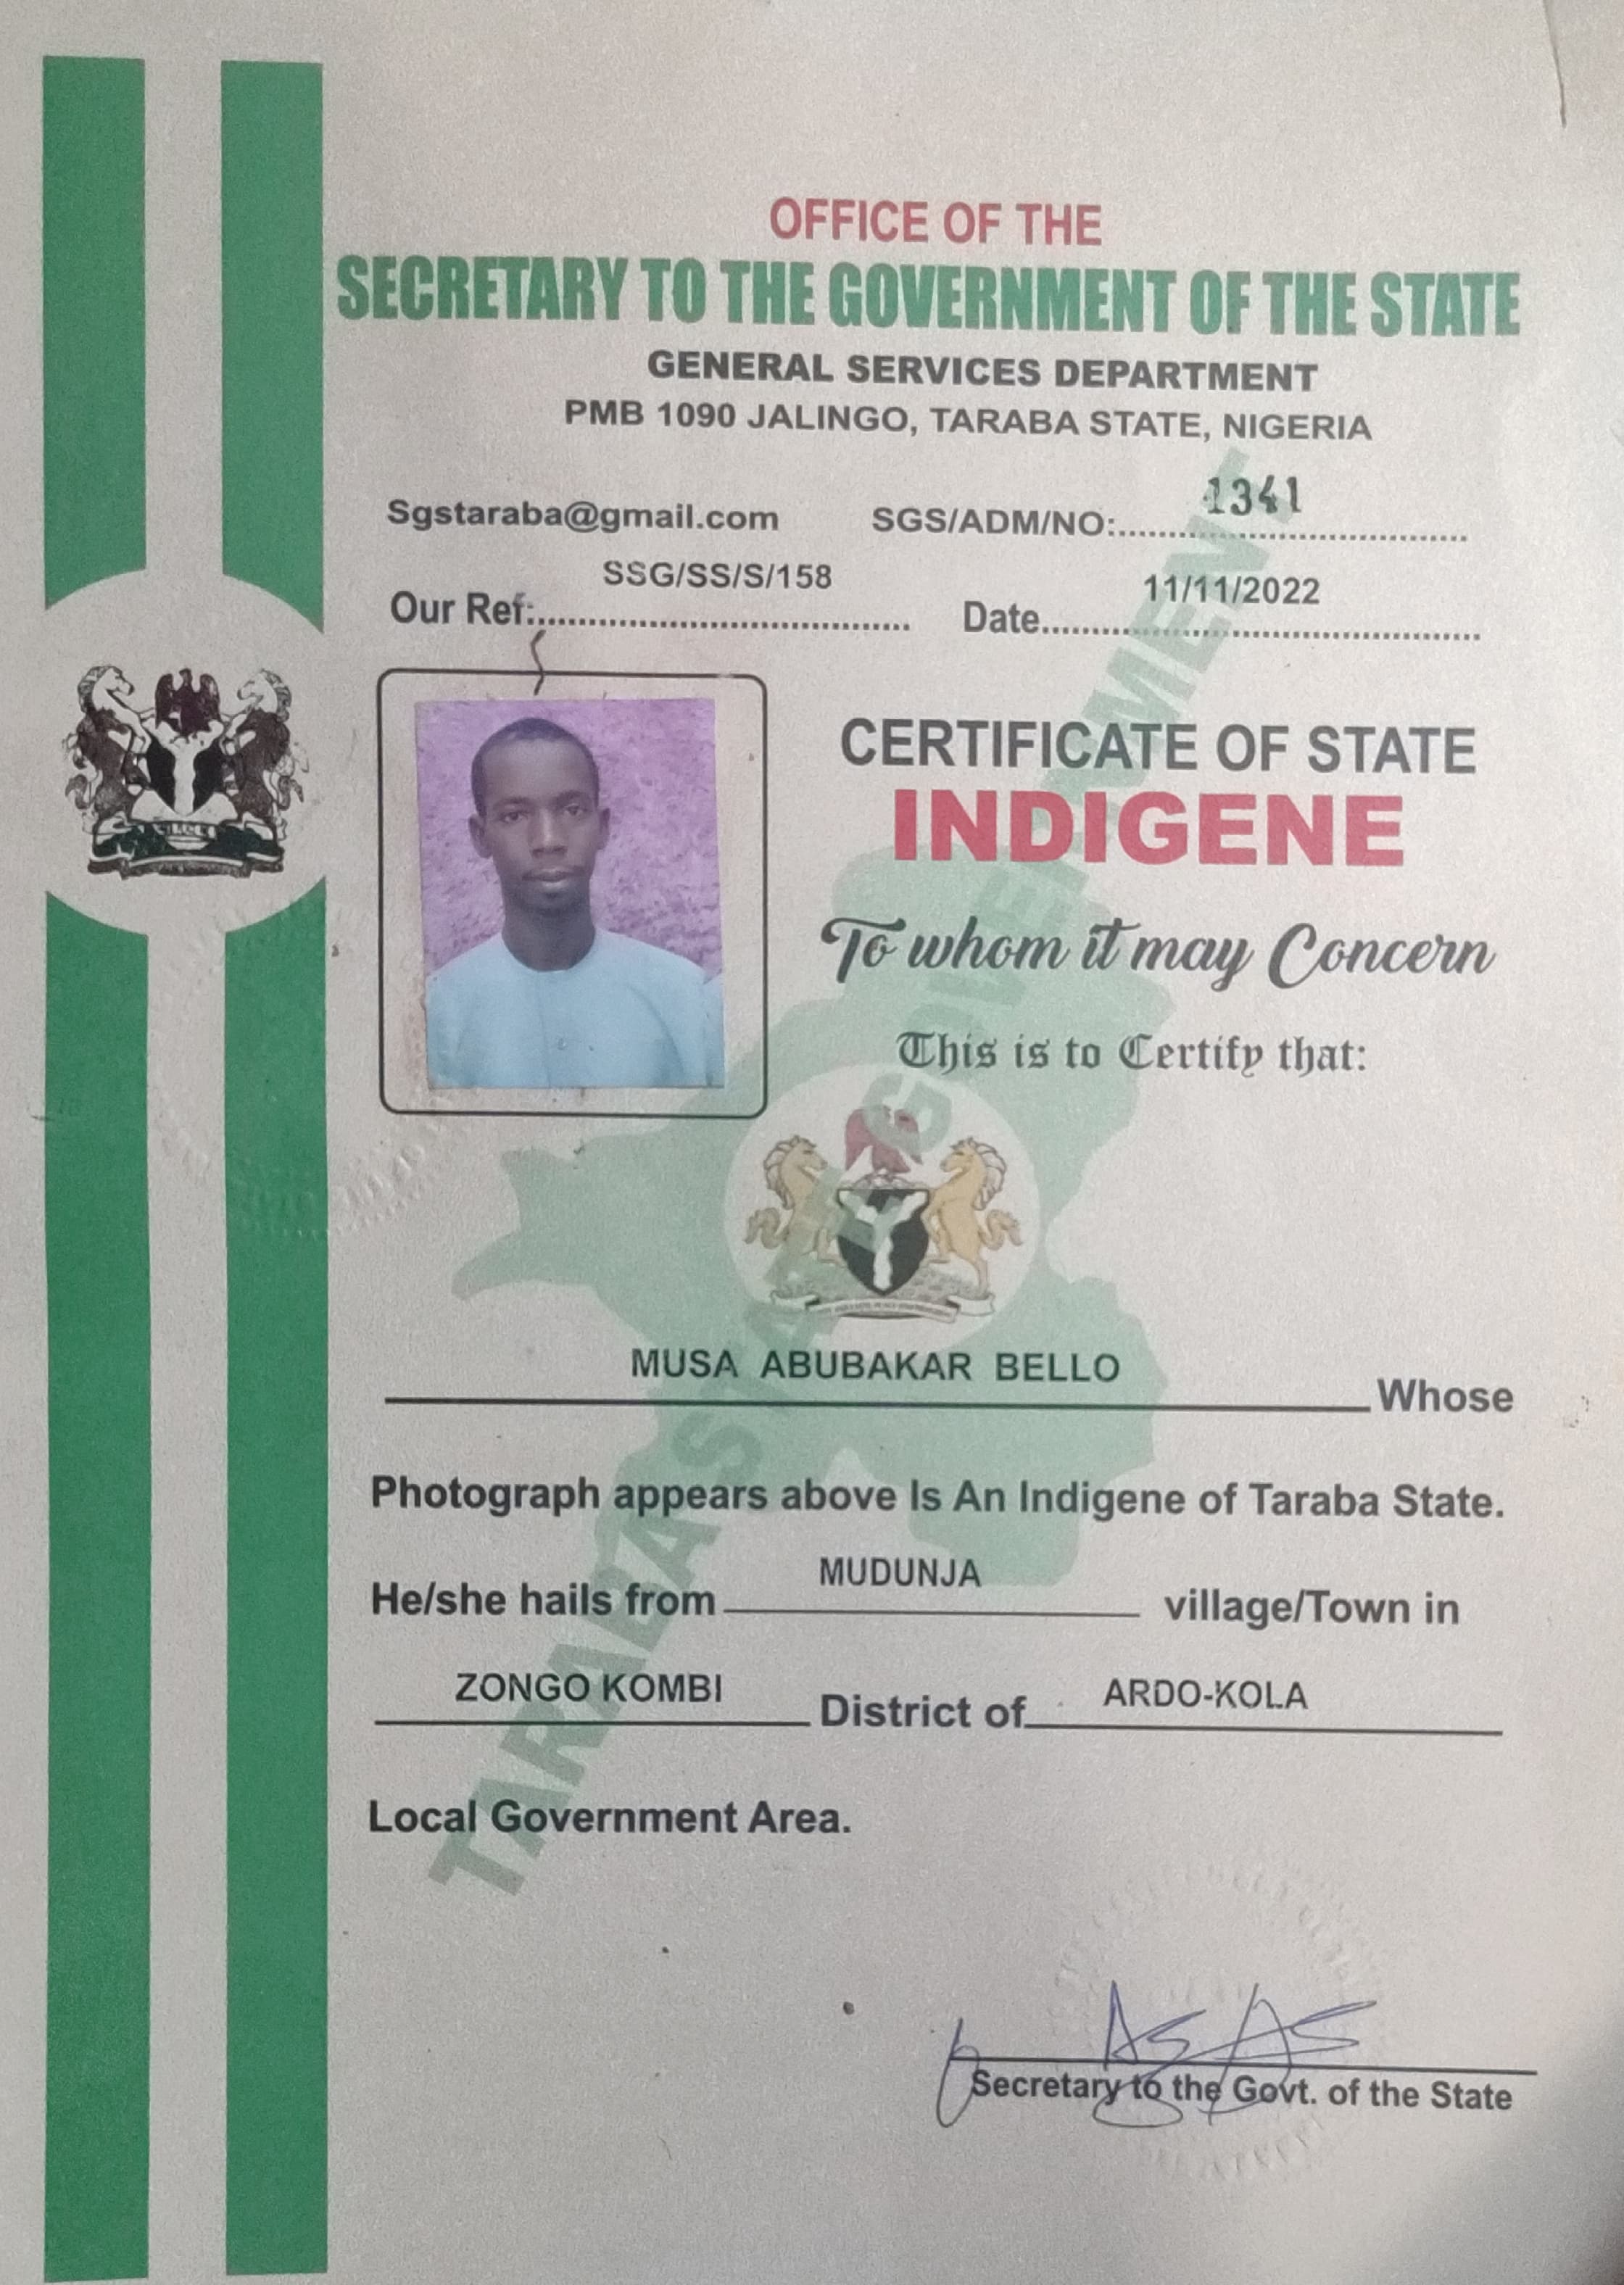 OFFICE OF THE
SECRETARY TO THE GOVERNMENT OF THE STATE
GENERAL SERVICES DEPARTMENT
PMB 1090 JALINGO, TARABA STATE, NIGERIA
Sgstaraba@gmail.com SGS/ADM/NO:.......1341.......
Our Ref:.......SSG/SS/S/158....... Date.......11/11/2022.......
CERTIFICATE OF STATE
INDIGENE
To whom it may Concern
This is to Certify that:
MUSA ABUBAKAR BELLO Whose
Photograph appears above Is An Indigene of Taraba State.
He/she hails from MUDUNJA village/Town in
ZONGO KOMBI District of ARDO-KOLA
Local Government Area.
TARABA STATE GOVERNMENT
Secretary to the Govt. of the State